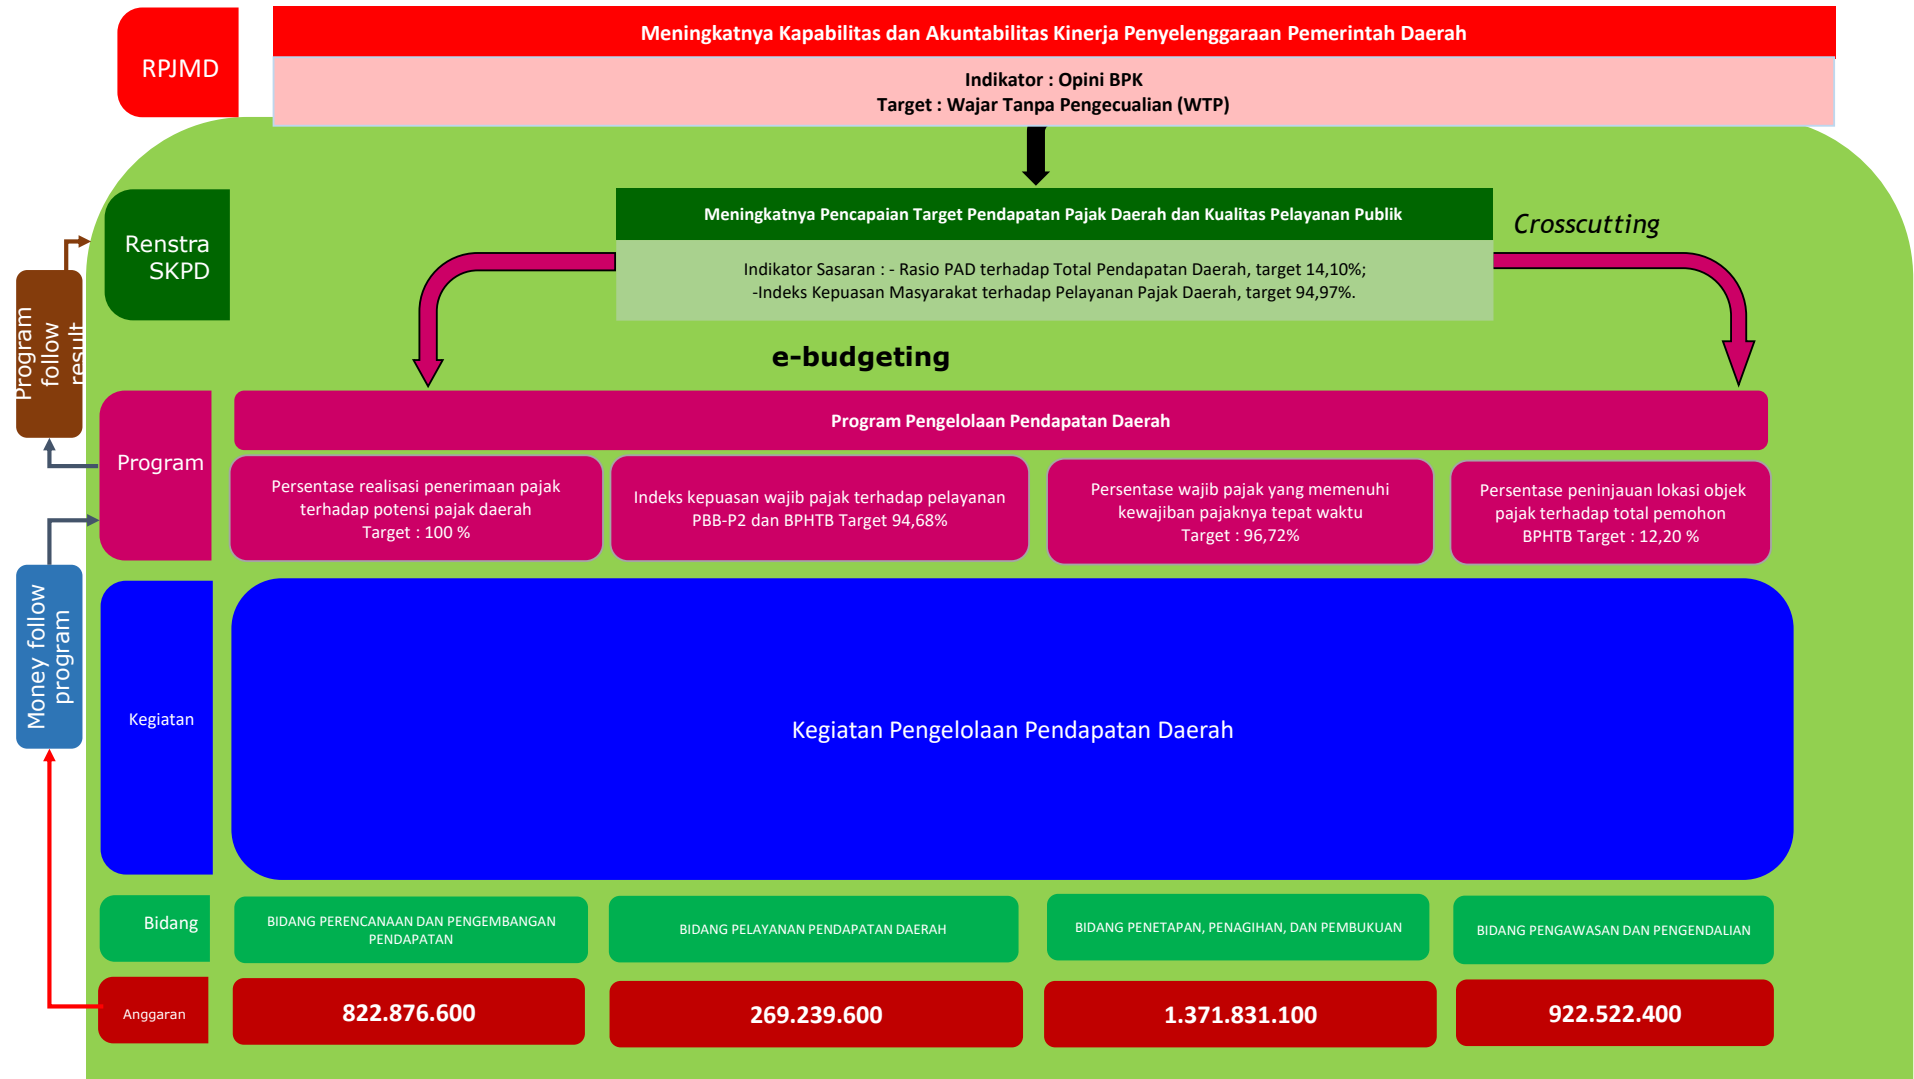 RPJMD
Meningkatnya Kapabilitas dan Akuntabilitas Kinerja Penyelenggaraan Pemerintah Daerah
Indikator : Opini BPK
Target : Wajar Tanpa Pengecualian (WTP)
Renstra
SKPD
Meningkatnya Pencapaian Target Pendapatan Pajak Daerah dan Kualitas Pelayanan Publik
Indikator Sasaran : - Rasio PAD terhadap Total Pendapatan Daerah, target 14,10%;
-Indeks Kepuasan Masyarakat terhadap Pelayanan Pajak Daerah, target 94,97%.
Crosscutting
e-budgeting
Program
follow
result
Program
Program Pengelolaan Pendapatan Daerah
Persentase realisasi penerimaan pajak
terhadap potensi pajak daerah
Target : 100 %
Indeks kepuasan wajib pajak terhadap pelayanan
PBB-P2 dan BPHTB Target 94,68%
Persentase wajib pajak yang memenuhi
kewajiban pajaknya tepat waktu
Target : 96,72%
Persentase peninjauan lokasi objek
pajak terhadap total pemohon
BPHTB Target : 12,20 %
Money follow
program
Kegiatan
Kegiatan Pengelolaan Pendapatan Daerah
Bidang
BIDANG PERENCANAAN DAN PENGEMBANGAN
PENDAPATAN
BIDANG PELAYANAN PENDAPATAN DAERAH
BIDANG PENETAPAN, PENAGIHAN, DAN PEMBUKUAN
BIDANG PENGAWASAN DAN PENGENDALIAN
Anggaran
822.876.600
269.239.600
1.371.831.100
922.522.400